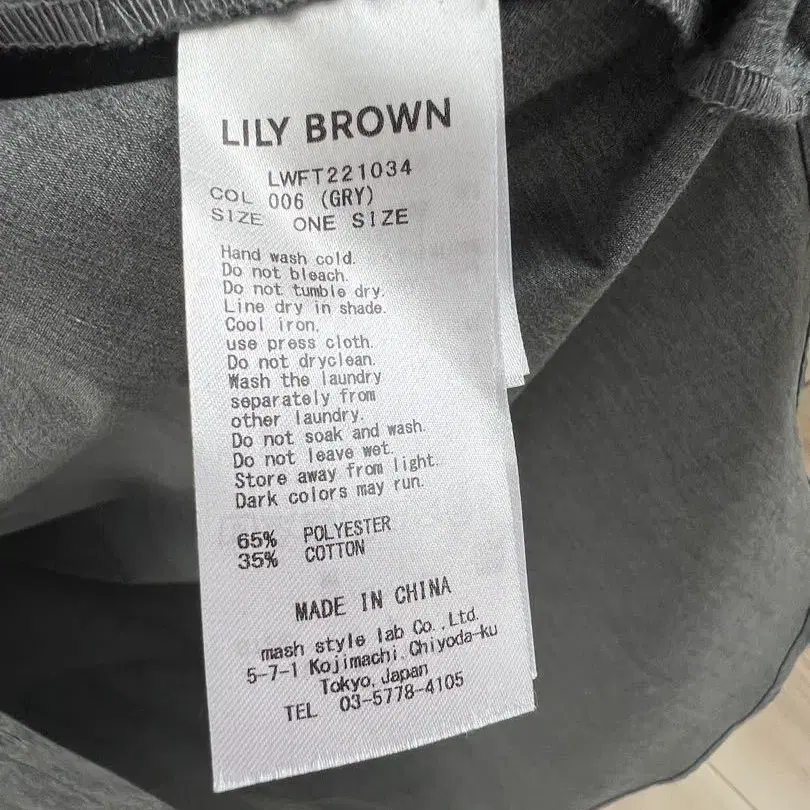 LILY BROWN
LWFT221034
COL 006 (GRY)
SIZE ONE SIZE
Hand wash cold.
Do not bleach.
Do not tumble dry.
Line dry in shade.
Cool iron.
use press cloth.
Do not dryclean.
Wash the laundry
separately from
other laundry.
Do not soak and wash.
Do not leave wet.
Store away from light.
Dark colors may run.
65% POLYESTER
35% COTTON
MADE IN CHINA
mash style lab Co.,Ltd.
5-7-1 Kojimachi,Chiyoda-ku
Tokyo,Japan
TEL 03-5778-4105